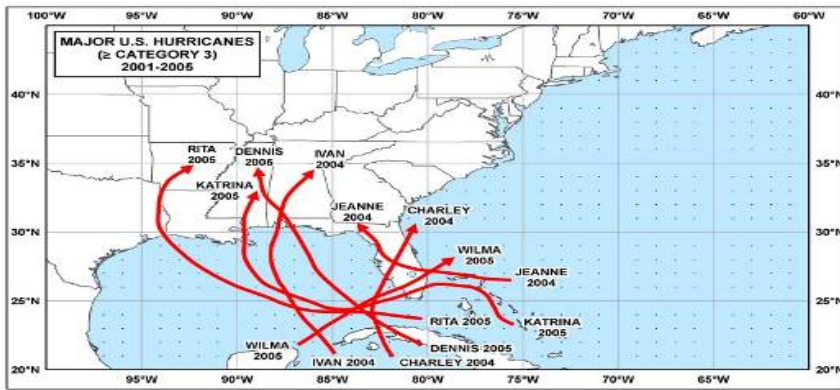 100°W 95°W 90°W 85°W 80°W 75°W 70°W 65°W 60°W
MAJOR U.S. HURRICANES
(≥ CATEGORY 3)
2001-2005
40°N
40°N
35°N
35°N
RITA
2005
DENNIS
2005
IVAN
2004
KATRINA
2005
JEANNE
2004
CHARLEY
2004
30°N
30°N
WILMA
2005
JEANNE
2004
25°N
25°N
RITA 2005
KATRINA
2005
WILMA
2005
DENNIS 2005
IVAN 2004
CHARLEY 2004
20°N
20°N
95°W 90°W 85°W 80°W 75°W 70°W 65°W